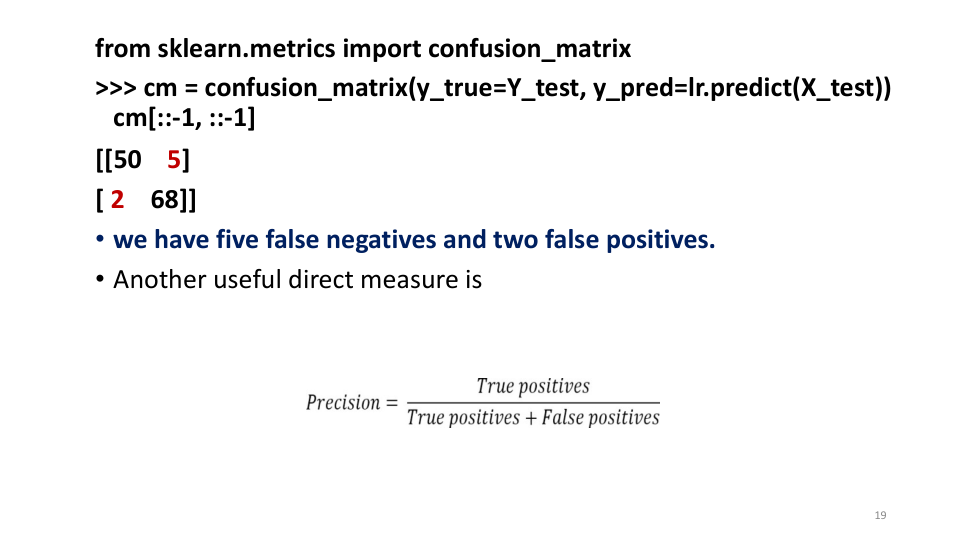 from sklearn.metrics import confusion_matrix
>>> cm = confusion_matrix(y_true=Y_test, y_pred=lr.predict(X_test))
cm[::-1, ::-1]
[[50 5]
[ 2 68]]
• we have five false negatives and two false positives.
• Another useful direct measure is
Precision = True positives / True positives + False positives
19